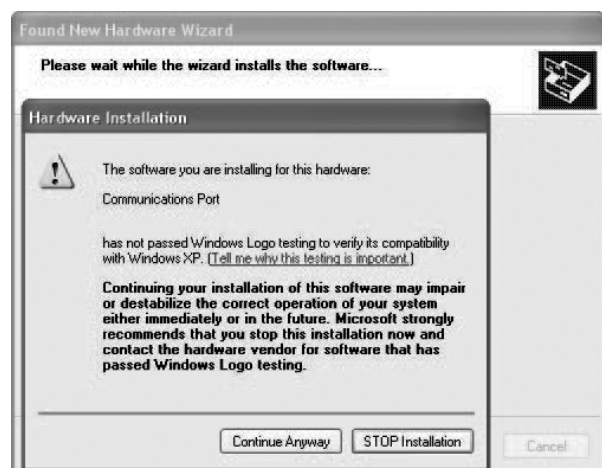 Found New Hardware Wizard
Please wait while the wizard installs the software...
Hardware Installation
The software you are installing for this hardware:
Communications Port
has not passed Windows Logo testing to verify its compatibility
with Windows XP. (Tell me why this testing is important.)
Continuing your installation of this software may impair
or destabilize the correct operation of your system
either immediately or in the future. Microsoft strongly
recommends that you stop this installation now and
contact the hardware vendor for software that has
passed Windows Logo testing.
Continue Anyway
STOP Installation
Cancel